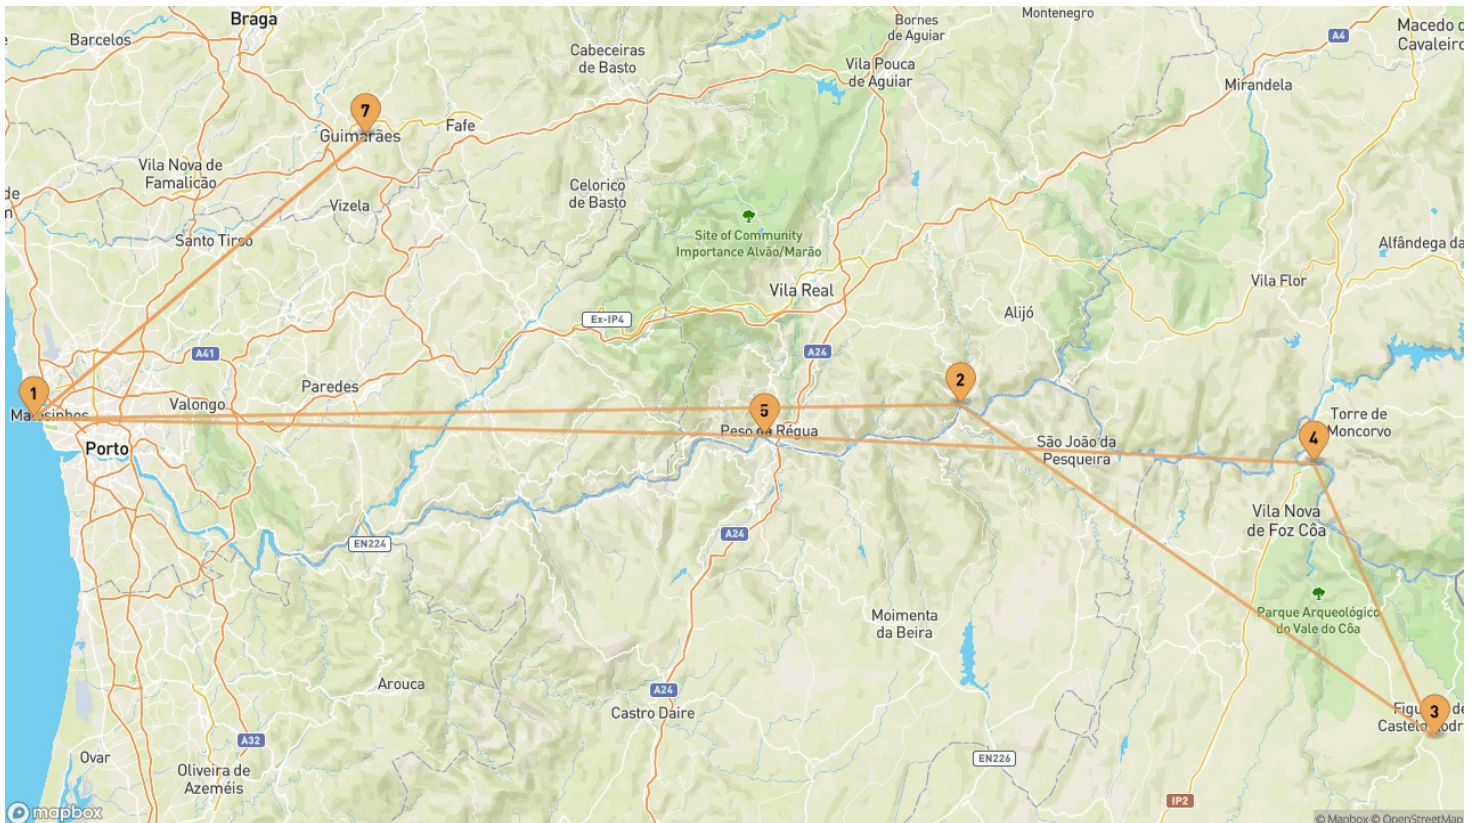 Braga
Barcelos
Cabeceiras
de Basto
Bornes
de Aguiar
Montenegro
A4
Macedo d
Cavaleiro
Vila Pouca
de Aguiar
Mirandela
7
Guimarães
Fafe
Vila Nova de
Famalicão
Celorico
de Basto
Vizela
Santo Tirso
Site of Community
Importance Alvão/Marão
Alfândega da
Vila Real
Vila Flor
Ex-IP4
Alijó
A41
A24
Paredes
1
Matosinhos
Valongo
2
5
Peso da Régua
Torre de
Moncorvo
4
Porto
São João da
Pesqueira
Vila Nova
de Foz Côa
EN224
A24
Moimenta
da Beira
Parque Arqueológico
do Vale do Côa
Arouca
A24
Castro Daire
3
A32
Ovar
Oliveira de
Azeméis
EN226
IP2
mapbox
© Mapbox © OpenStreetMap